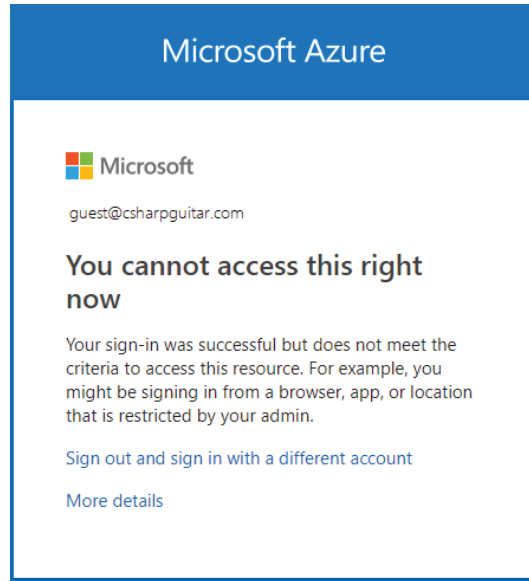 Microsoft Azure
Microsoft
guest@csharpguitar.com
You cannot access this right
now
Your sign-in was successful but does not meet the
criteria to access this resource. For example, you
might be signing in from a browser, app, or location
that is restricted by your admin.
Sign out and sign in with a different account
More details